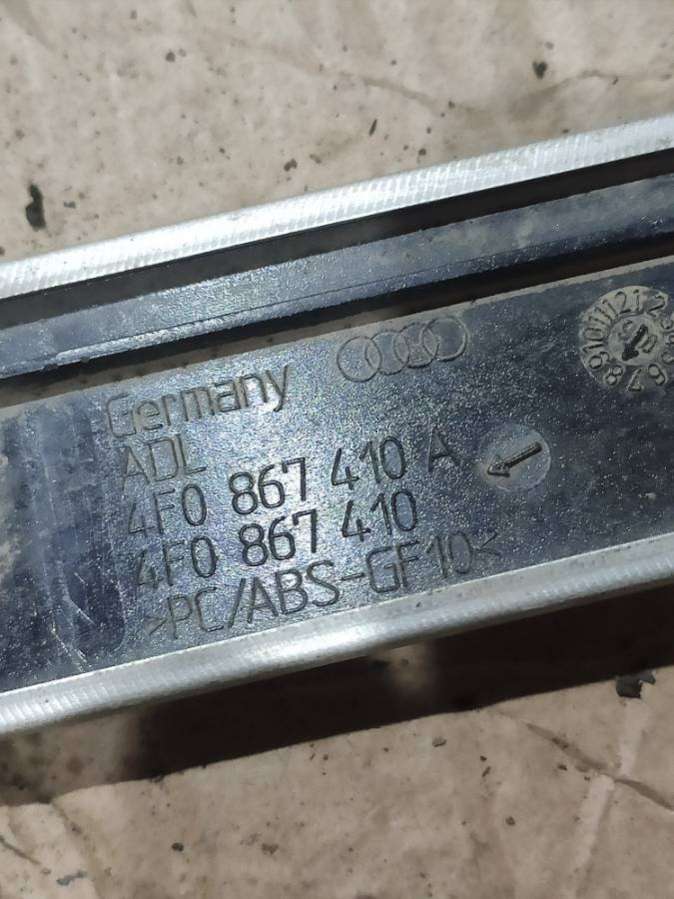 Germany
ADL
4F0 867 410 A
4F0 867 410
>PC/ABS-GF10<